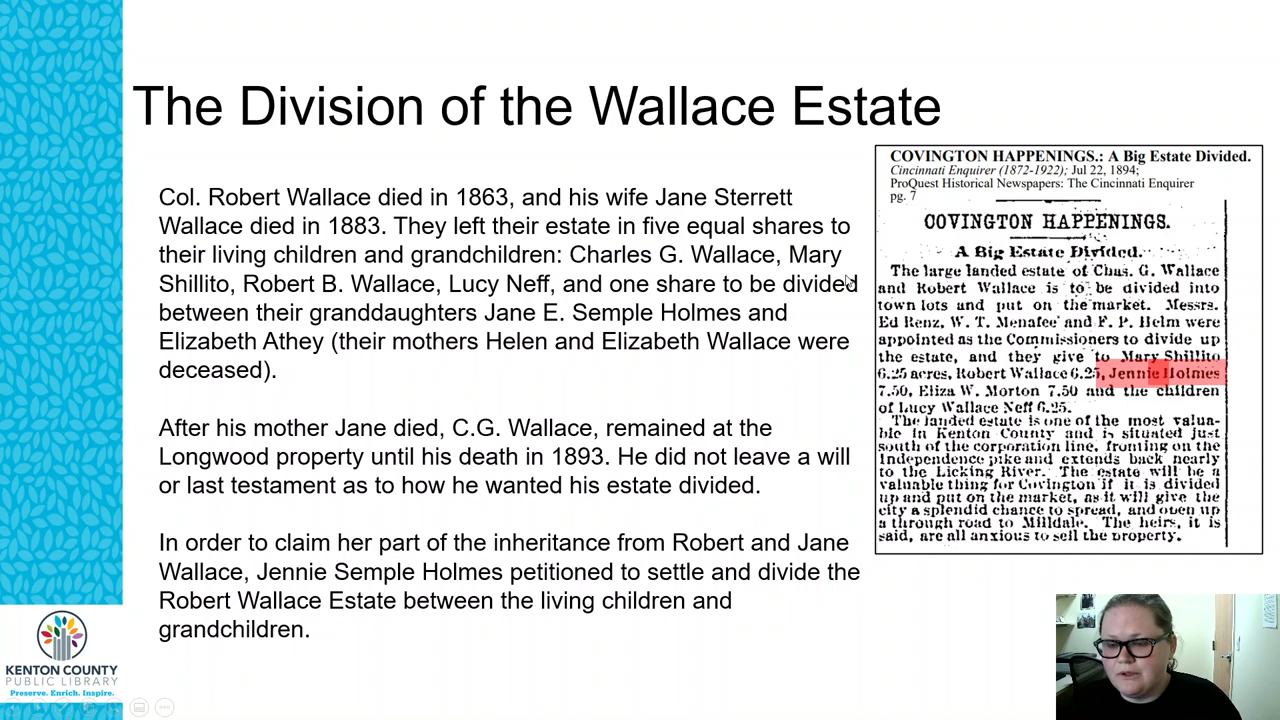 The Division of the Wallace Estate
Col. Robert Wallace died in 1863, and his wife Jane Sterrett
Wallace died in 1883. They left their estate in five equal shares to
their living children and grandchildren: Charles G. Wallace, Mary
Shillito, Robert B. Wallace, Lucy Neff, and one share to be divided
between their granddaughters Jane E. Semple Holmes and
Elizabeth Athey (their mothers Helen and Elizabeth Wallace were
deceased).
After his mother Jane died, C.G. Wallace, remained at the
Longwood property until his death in 1893. He did not leave a will
or last testament as to how he wanted his estate divided.
In order to claim her part of the inheritance from Robert and Jane
Wallace, Jennie Semple Holmes petitioned to settle and divide the
Robert Wallace Estate between the living children and
grandchildren.
COVINGTON HAPPENINGS.: A Big Estate Divided.
Cincinnati Enquirer (1872-1922); Jul 22, 1894;
ProQuest Historical Newspapers: The Cincinnati Enquirer
pg. 7
COVINGTON HAPPENINGS.
A Big Estate Divided.
The large landed estate of Chas. G. Wallace
and Robert Wallace is to be divided into
town lots and put on the market. Messrs.
Ed Renz, W. T. Menafee and F. P. Helm were
appointed as the Commissioners to divide up
the estate, and they give to Mary Shillito
6.25 acres, Robert Wallace 6.25, Jennie Holmes
7.50, Eliza W. Morton 7.50 and the children
of Lucy Wallace Neff 6.25.
The landed estate is one of the most valua-
ble in Kenton County and is situated just
south of the corporation line, fronting on the
Independence pike and extends back nearly
to the Licking River. The estate will be a
valuable thing for Covington if it is divided
up and put on the market, as it will give the
city a splendid chance to spread, and open up
a through road to Milldale. The heirs, it is
said, are all anxious to sell the property.
KENTON COUNTY
PUBLIC LIBRARY
Preserve. Enrich. Inspire.